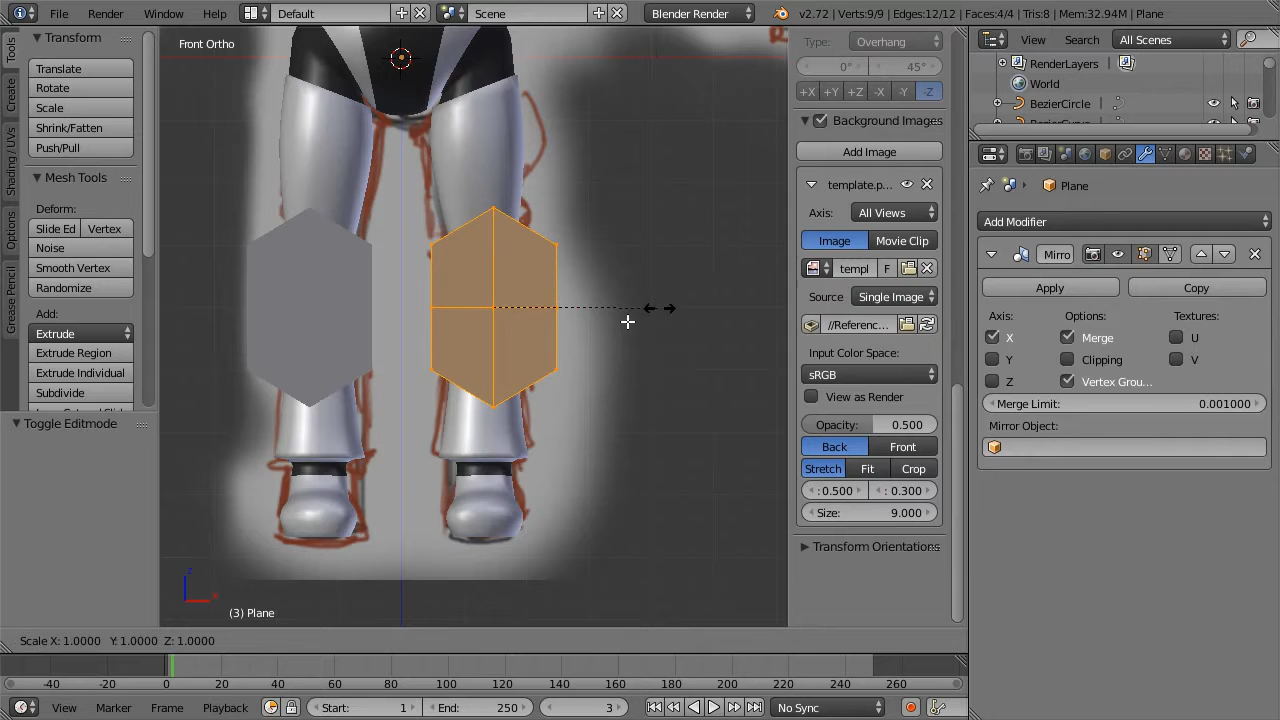 File Render Window Help Default Scene Blender Render v2.72 | Verts:9/9 | Edges:12/12 | Faces:4/4 | Tris:8 | Mem:32.94M | Plane
Tools
Create
Shading / UVs
Options
Grease Pencil
Transform
Translate
Rotate
Scale
Shrink/Fatten
Push/Pull
Mesh Tools
Deform:
Slide Ed Vertex
Noise
Smooth Vertex
Randomize
Add:
Extrude
Extrude Region
Extrude Individual
Subdivide
Toggle Editmode
Front Ortho
z
x
(3) Plane
Type: Overhang
0° 45°
+X +Y +Z -X -Y -Z
Background Images
Add Image
template.p...
Axis: All Views
Image Movie Clip
templ F
Source Single Image
//Referenc...
Input Color Space:
sRGB
View as Render
Opacity: 0.500
Back Front
Stretch Fit Crop
: 0.500 : 0.300
Size: 9.000
Transform Orientations
View Search All Scenes
RenderLayers
World
BezierCircle
Plane
Add Modifier
Mirro
Apply Copy
Axis: Options: Textures:
X Merge U
Y Clipping V
Z Vertex Grou...
Merge Limit: 0.001000
Mirror Object:
Scale X: 1.0000 Y: 1.0000 Z: 1.0000
-40 -20 0 20 40 60 80 100 120 140 160 180 200 220 240 260
View Marker Frame Playback Start: 1 End: 250 3 No Sync